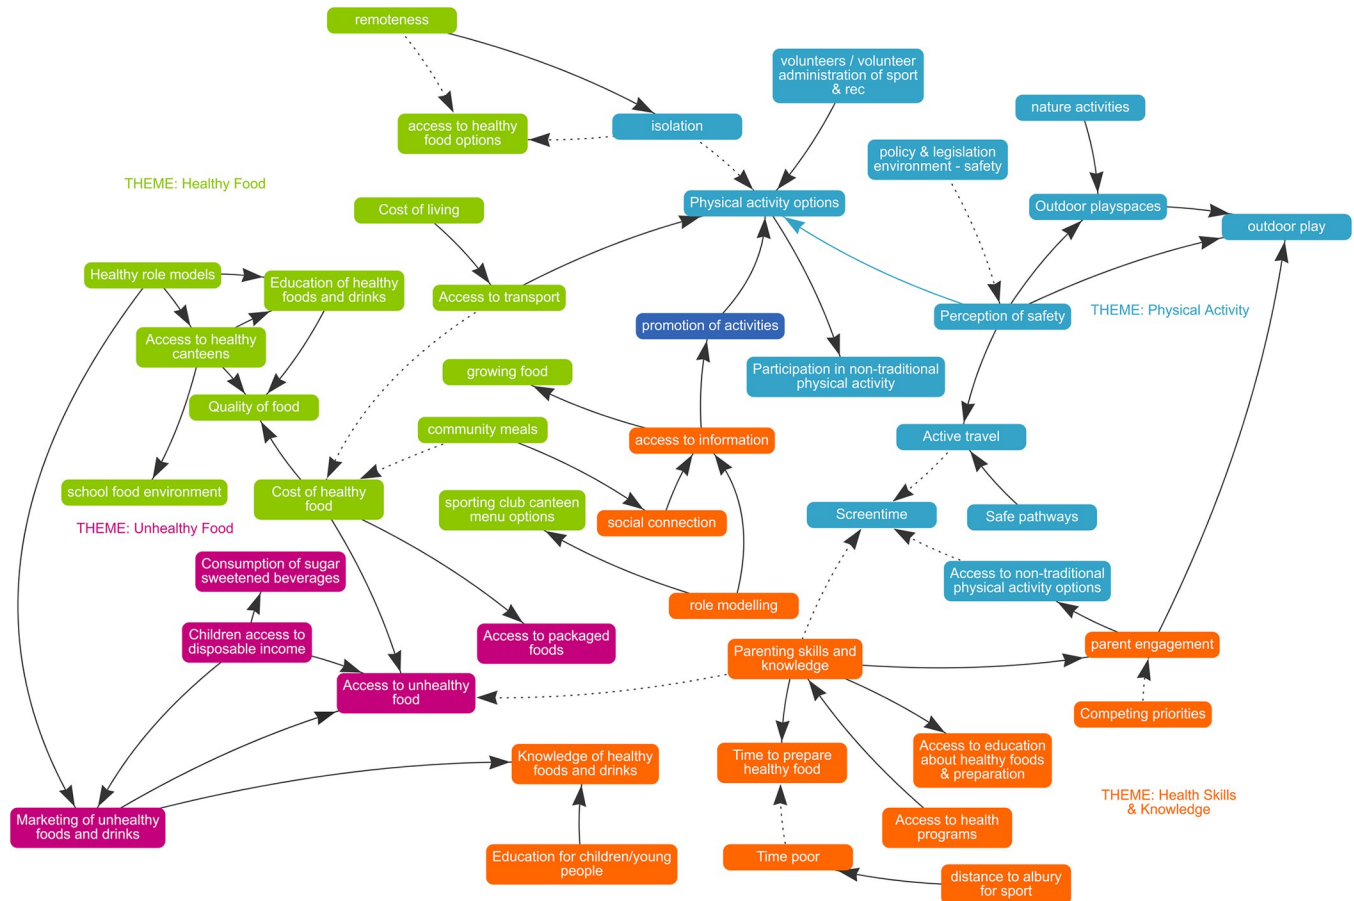 remoteness
volunteers / volunteer
administration of sport
& rec
nature activities
access to healthy
food options
isolation
policy & legislation
environment - safety
THEME: Healthy Food
Cost of living
Physical activity options
Outdoor playspaces
outdoor play
Healthy role models
Education of healthy
foods and drinks
Access to transport
Perception of safety
THEME: Physical Activity
promotion of activities
Access to healthy
canteens
growing food
Participation in non-traditional
physical activity
Quality of food
community meals
access to information
Active travel
school food environment
Cost of healthy
food
sporting club canteen
menu options
social connection
Screentime
Safe pathways
THEME: Unhealthy Food
Consumption of sugar
sweetened beverages
Access to non-traditional
physical activity options
role modelling
Children access to
disposable income
Access to packaged
foods
Parenting skills and
knowledge
parent engagement
Access to unhealthy
food
Competing priorities
Knowledge of healthy
foods and drinks
Time to prepare
healthy food
Access to education
about healthy foods
& preparation
THEME: Health Skills
& Knowledge
Marketing of unhealthy
foods and drinks
Access to health
programs
Education for children/young
people
Time poor
distance to albury
for sport